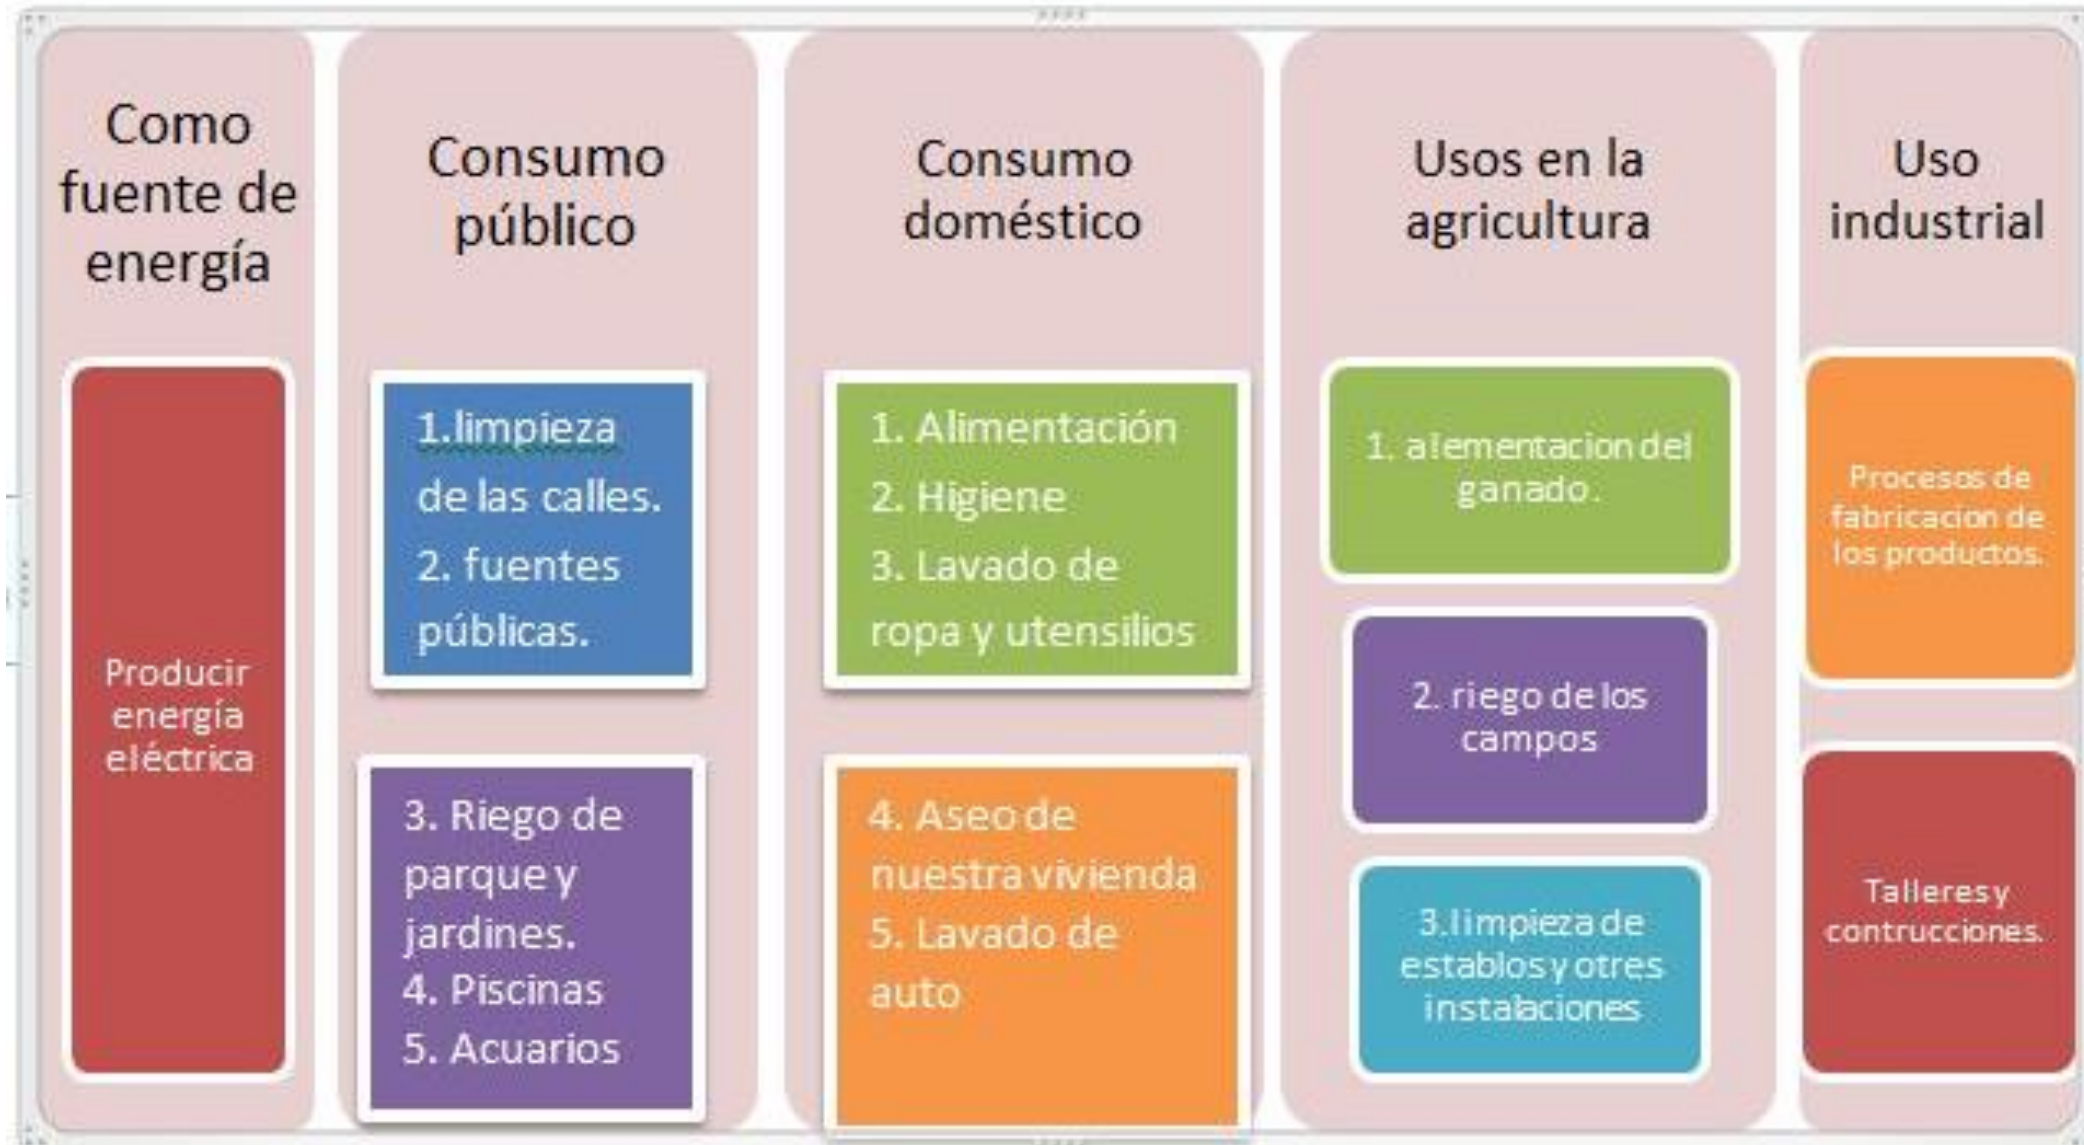 Como
fuente de
energía
Producir
energía
eléctrica
Consumo
público
1.limpieza
de las calles.
2. fuentes
públicas.
3. Riego de
parque y
jardines.
4. Piscinas
5. Acuarios
Consumo
doméstico
1. Alimentación
2. Higiene
3. Lavado de
ropa y utensilios
4. Aseo de
nuestra vivienda
5. Lavado de
auto
Usos en la
agricultura
1. alementacion del
ganado.
2. riego de los
campos
3.limpieza de
establos y otres
instalaciones
Uso
industrial
Procesos de
fabricacion de
los productos.
Talleres y
contrucciones.